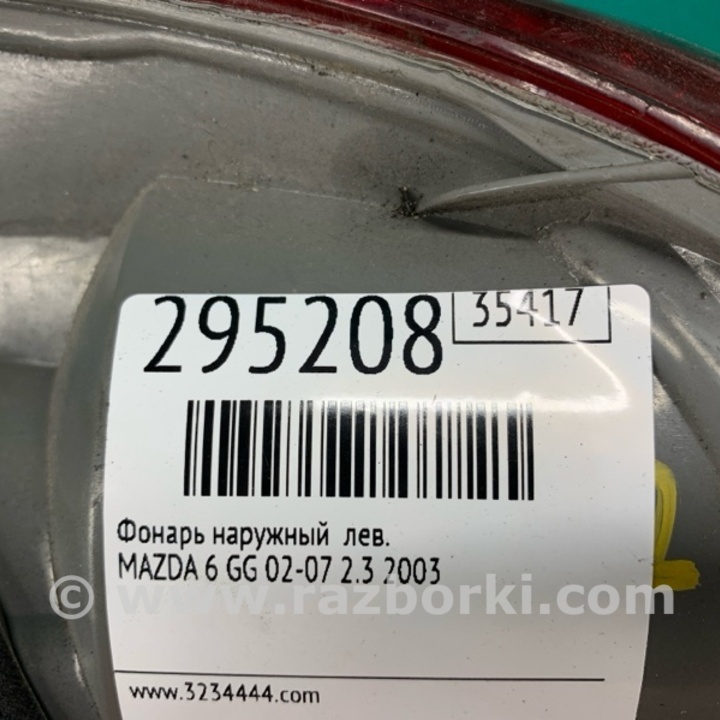 295208
35417
Фонарь наружный лев.
MAZDA 6 GG 02-07 2.3 2003
© www.razborki.com
www.3234444.com